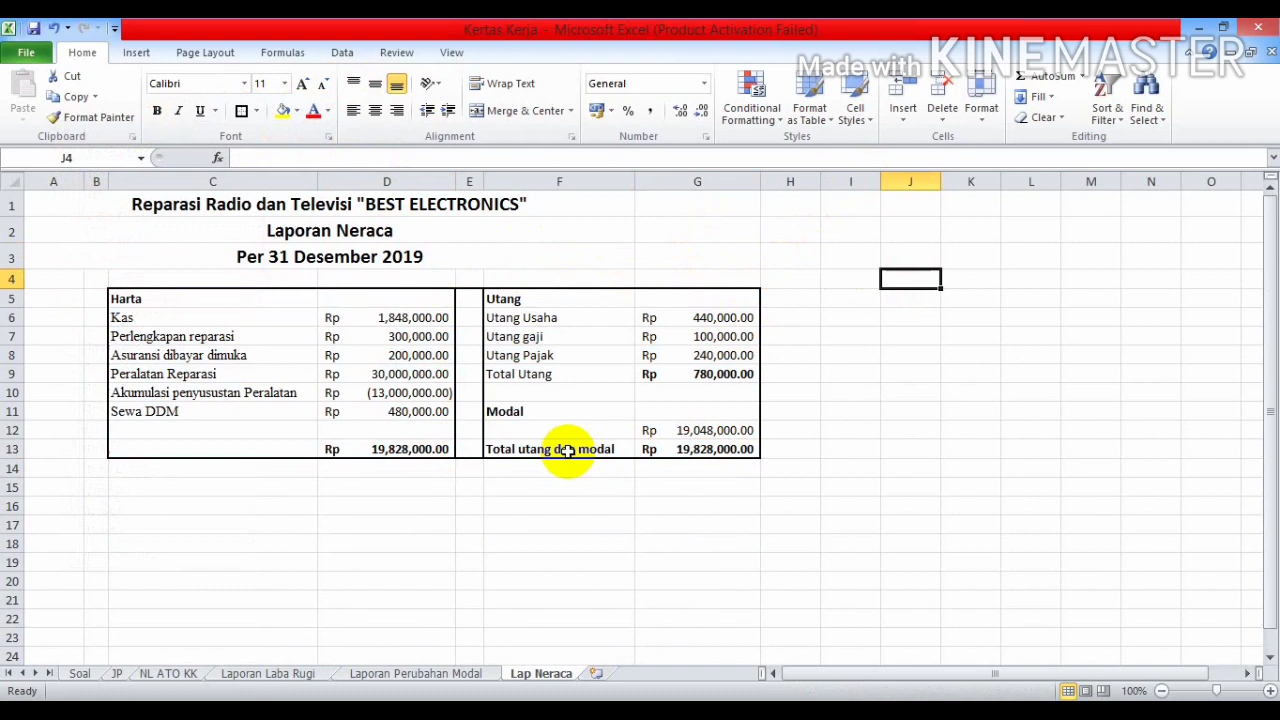 Kertas Kerja - Microsoft Excel (Product Activation Failed)
Made with KINEMASTER
File Home Insert Page Layout Formulas Data Review View
Paste
Cut
Copy
Format Painter
Clipboard
Calibri 11
B I U
Font
Wrap Text
Merge & Center
Alignment
General
%
Number
Conditional Formatting
Format as Table
Cell Styles
Styles
Insert Delete Format
Cells
AutoSum
Fill
Clear
Sort & Filter
Find & Select
Editing
J4 fx
A B C D E F G H I J K L M N O
1 Reparasi Radio dan Televisi "BEST ELECTRONICS"
2 Laporan Neraca
3 Per 31 Desember 2019
4
5 Harta Utang
6 Kas Rp 1,848,000.00 Utang Usaha Rp 440,000.00
7 Perlengkapan reparasi Rp 300,000.00 Utang gaji Rp 100,000.00
8 Asuransi dibayar dimuka Rp 200,000.00 Utang Pajak Rp 240,000.00
9 Peralatan Reparasi Rp 30,000,000.00 Total Utang Rp 780,000.00
10 Akumulasi penyusustan Peralatan Rp (13,000,000.00)
11 Sewa DDM Rp 480,000.00 Modal
12 Rp 19,048,000.00
13 Rp 19,828,000.00 Total utang dan modal Rp 19,828,000.00
14
15
16
17
18
19
20
21
22
23
24
Soal JP NL ATO KK Laporan Laba Rugi Laporan Perubahan Modal Lap Neraca
Ready 100%